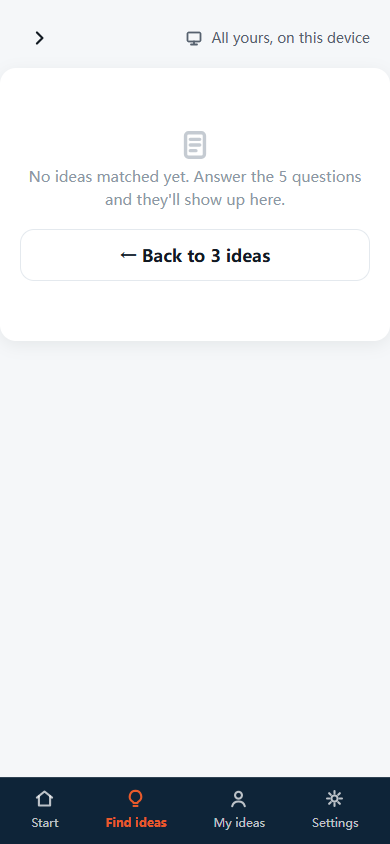 All yours, on this device
No ideas matched yet. Answer the 5 questions
and they'll show up here.
← Back to 3 ideas
Start
Find ideas
My ideas
Settings